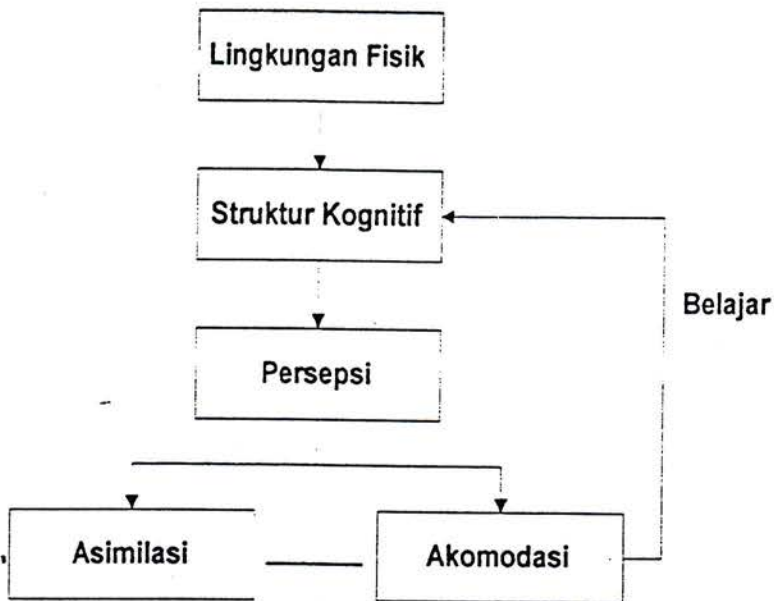 Lingkungan Fisik
Struktur Kognitif
Belajar
Persepsi
Asimilasi
Akomodasi